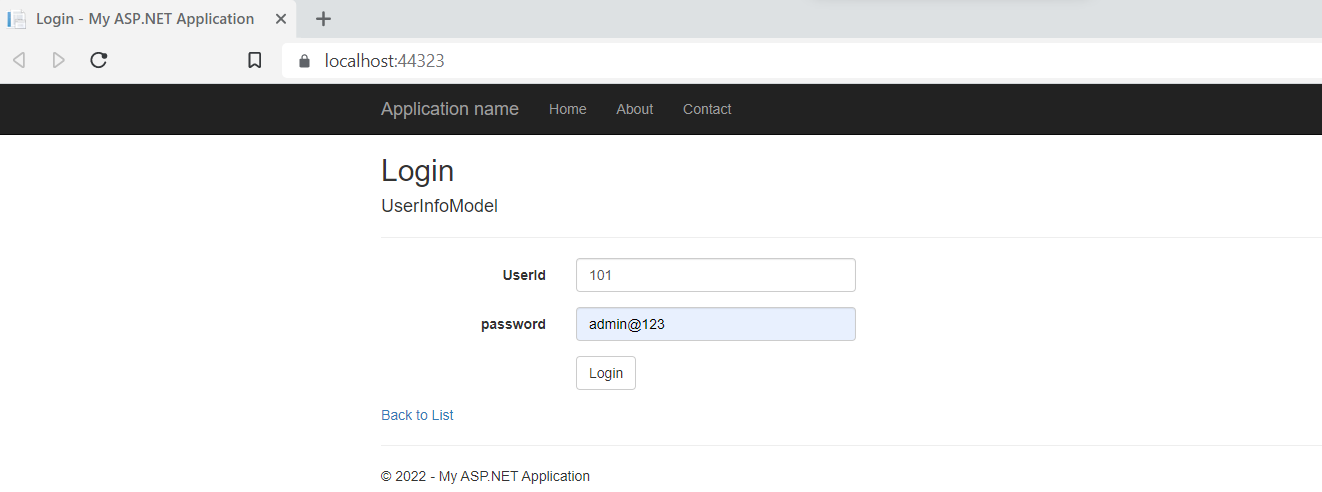 Login - My ASP.NET Application
localhost:44323
Application name Home About Contact
Login
UserInfoModel
UserId 101
password admin@123
Login
Back to List
© 2022 - My ASP.NET Application